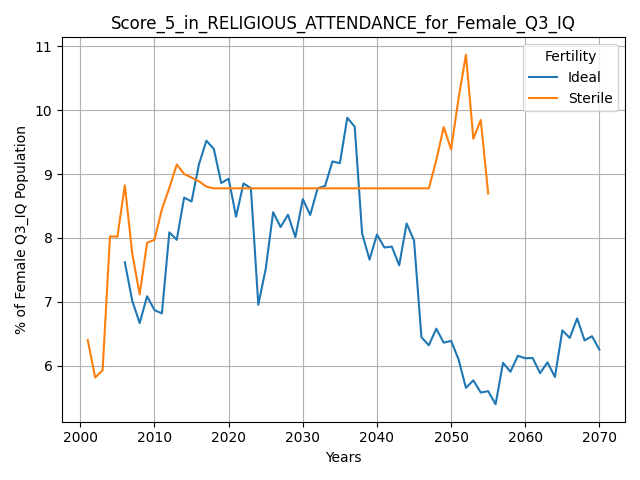 Score_5_in_RELIGIOUS_ATTENDANCE_for_Female_Q3_IQ
Fertility
Ideal
Sterile
% of Female Q3_IQ Population
11
10
9
8
7
6
2000 2010 2020 2030 2040 2050 2060 2070
Years